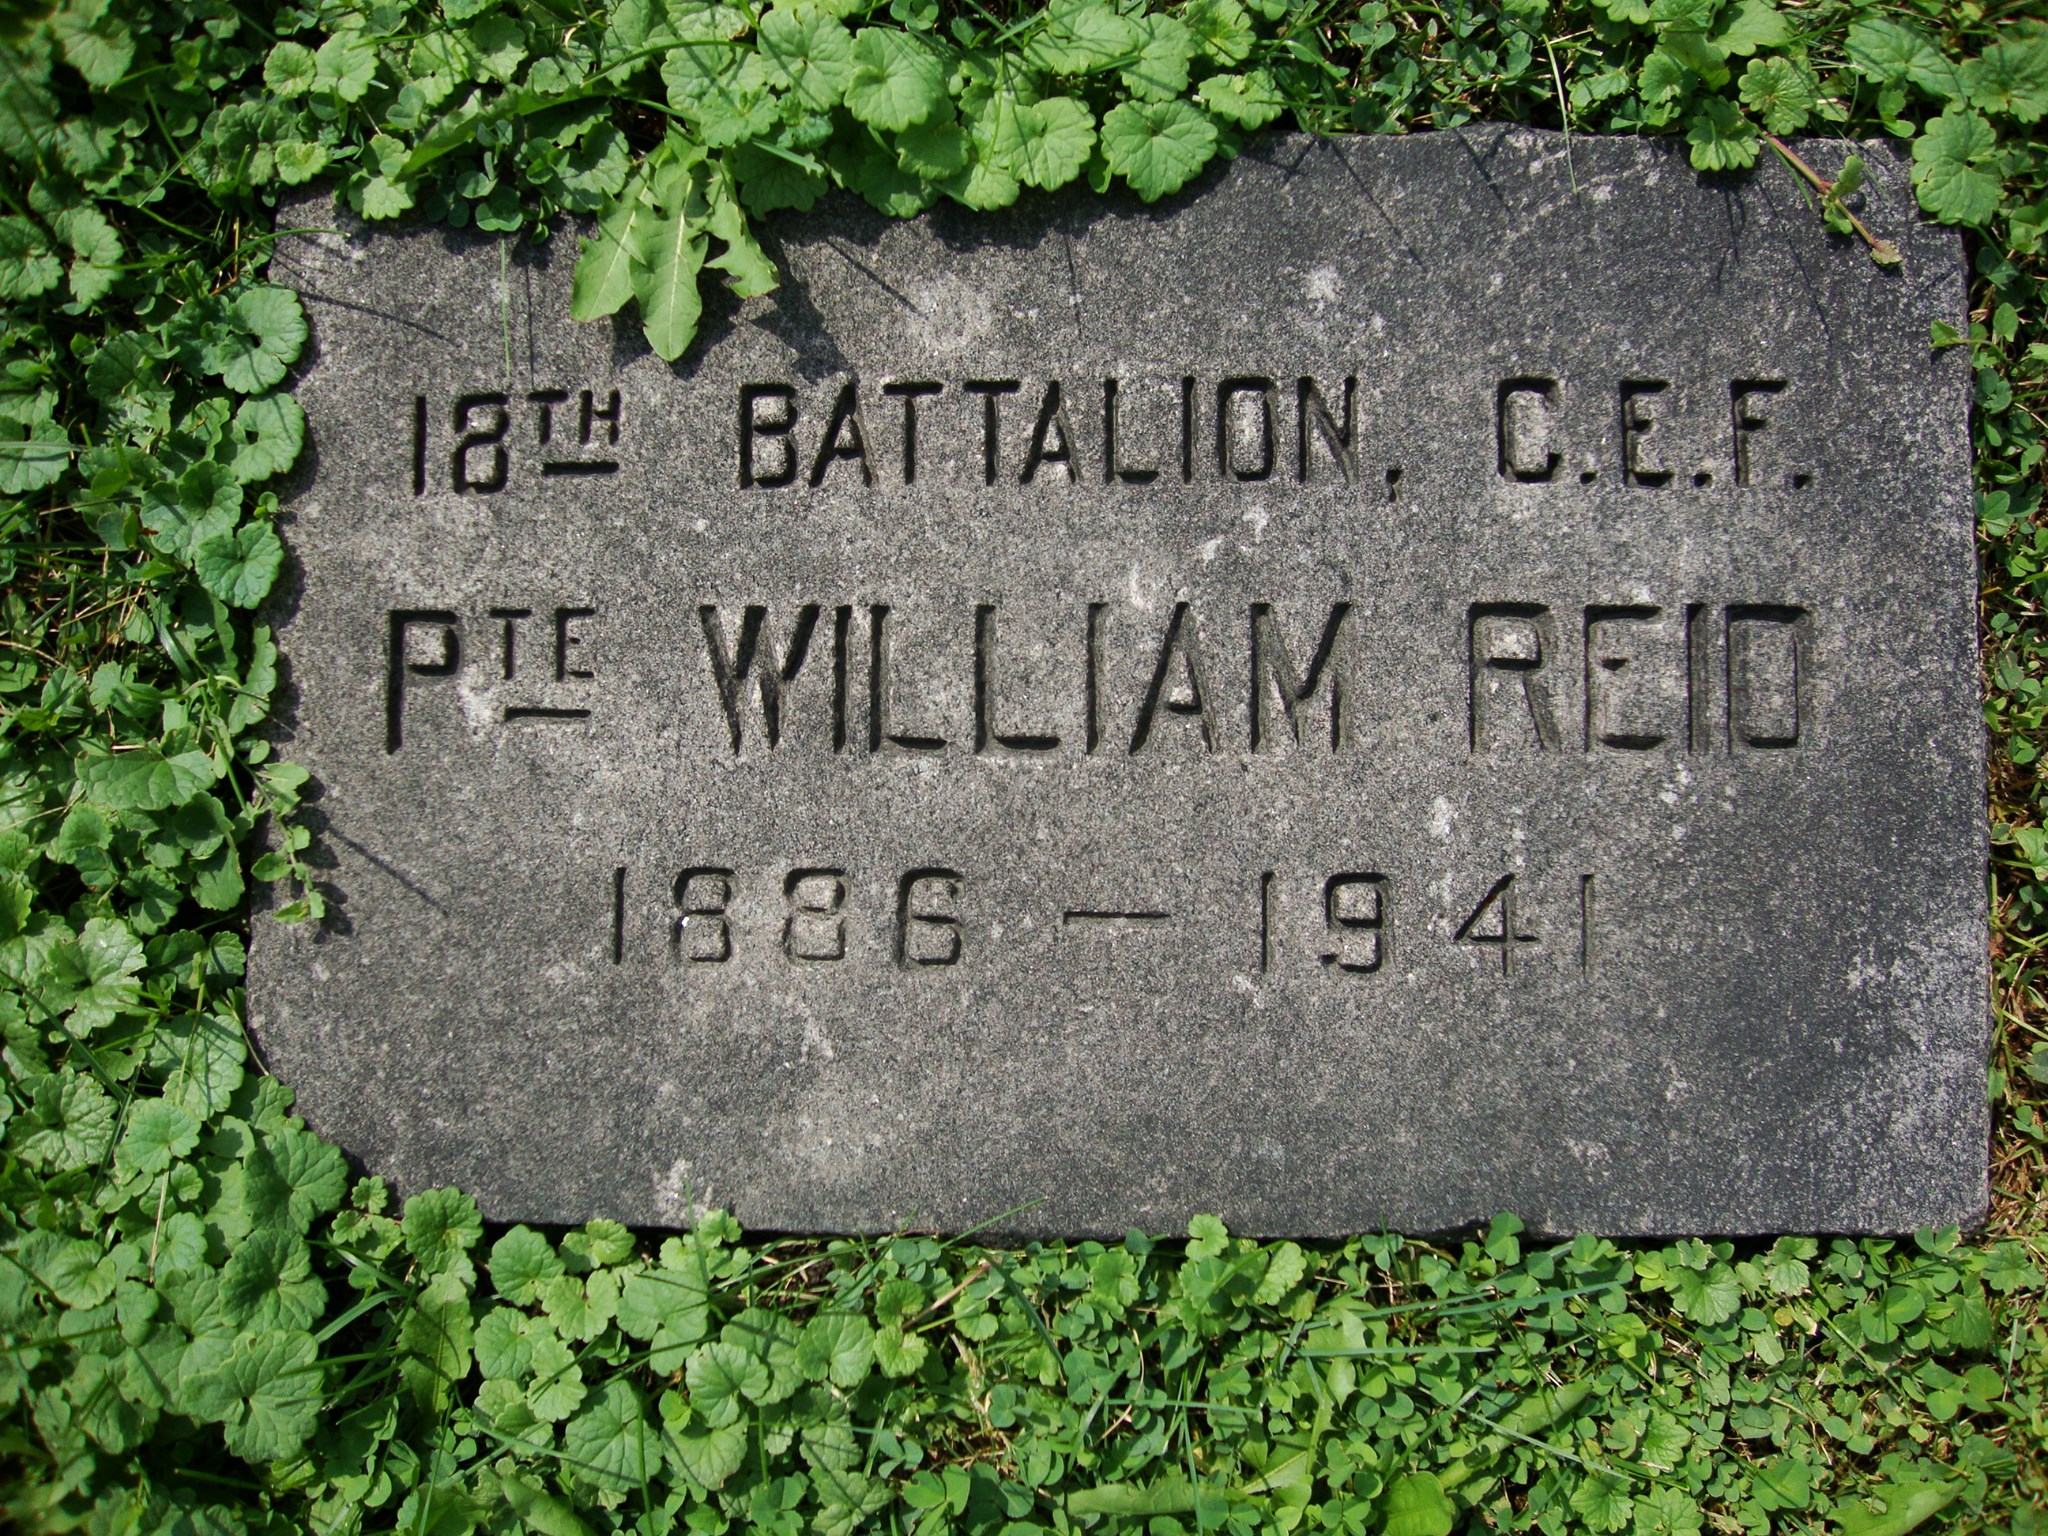 18TH BATTALION, C.E.F.
PTE WILLIAM REID
1886 — 1941